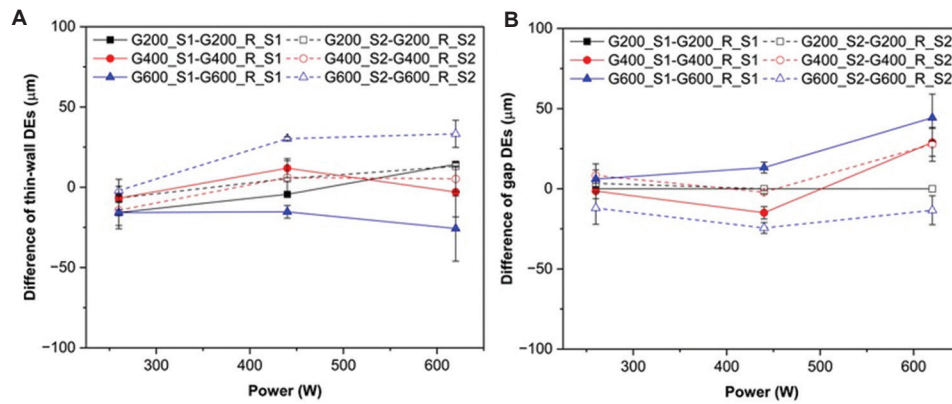 A
G200_S1-G200_R_S1 G200_S2-G200_R_S2
G400_S1-G400_R_S1 G400_S2-G400_R_S2
G600_S1-G600_R_S1 G600_S2-G600_R_S2
Difference of thin-wall DEs (μm)
100
50
0
−50
−100
300 400 500 600
Power (W)
B
G200_S1-G200_R_S1 G200_S2-G200_R_S2
G400_S1-G400_R_S1 G400_S2-G400_R_S2
G600_S1-G600_R_S1 G600_S2-G600_R_S2
Difference of gap DEs (μm)
100
50
0
−50
−100
300 400 500 600
Power (W)